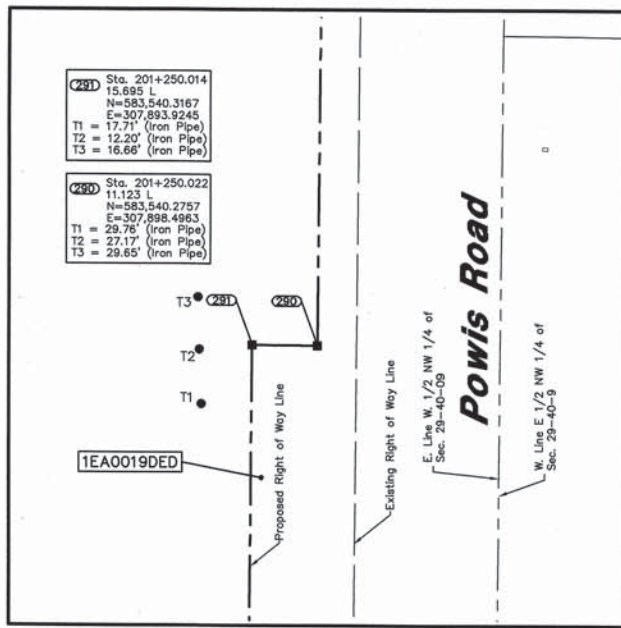 291 Sta. 201+250.014
15.695 L
N=583,540.3167
E=307,893.9245
T1 = 17.71' (Iron Pipe)
T2 = 12.20' (Iron Pipe)
T3 = 16.66' (Iron Pipe)
290 Sta. 201+250.022
11.123 L
N=583,540.2757
E=307,898.4963
T1 = 29.76' (Iron Pipe)
T2 = 27.17' (Iron Pipe)
T3 = 29.65' (Iron Pipe)
T3
291
290
T2
T1
1EA0019DED
Proposed Right of Way Line
Existing Right of Way Line
E. Line W. 1/2 NW 1/4 of
Sec. 29-40-09
Powis Road
W. Line E 1/2 NW 1/4 of
Sec. 29-40-9